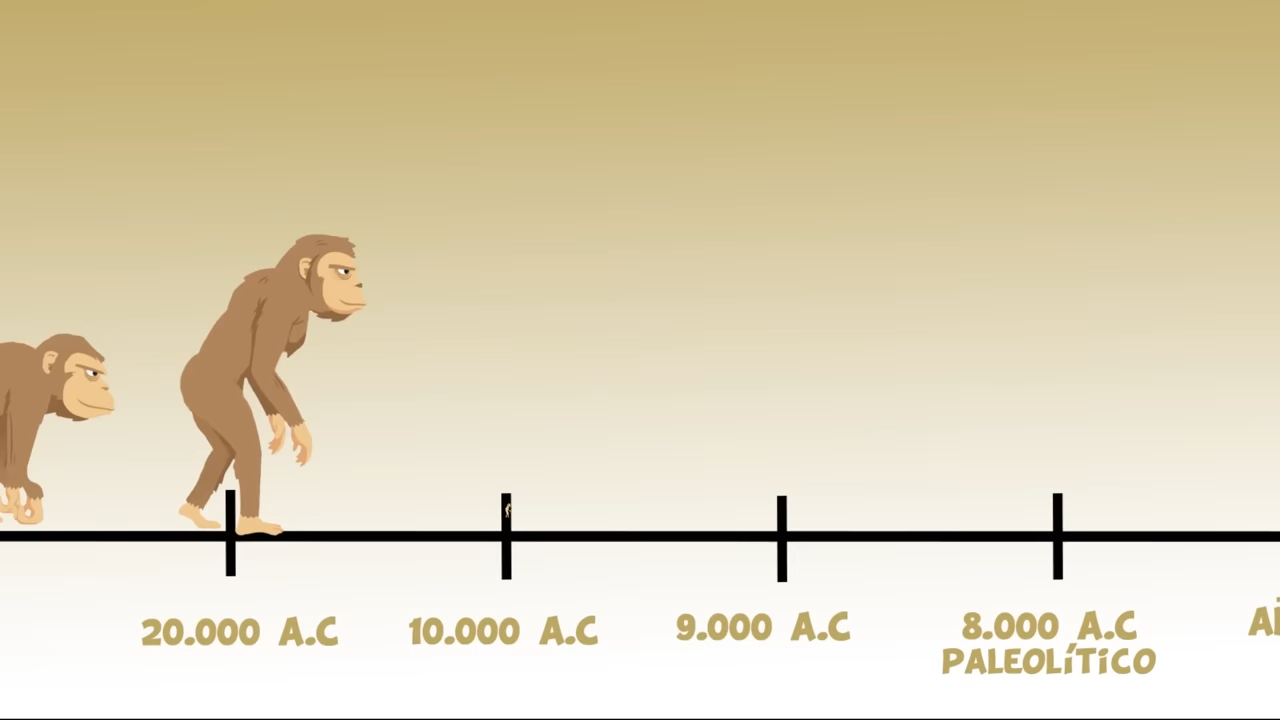 20.000 A.C
10.000 A.C
9.000 A.C
8.000 A.C
PALEOLÍTICO